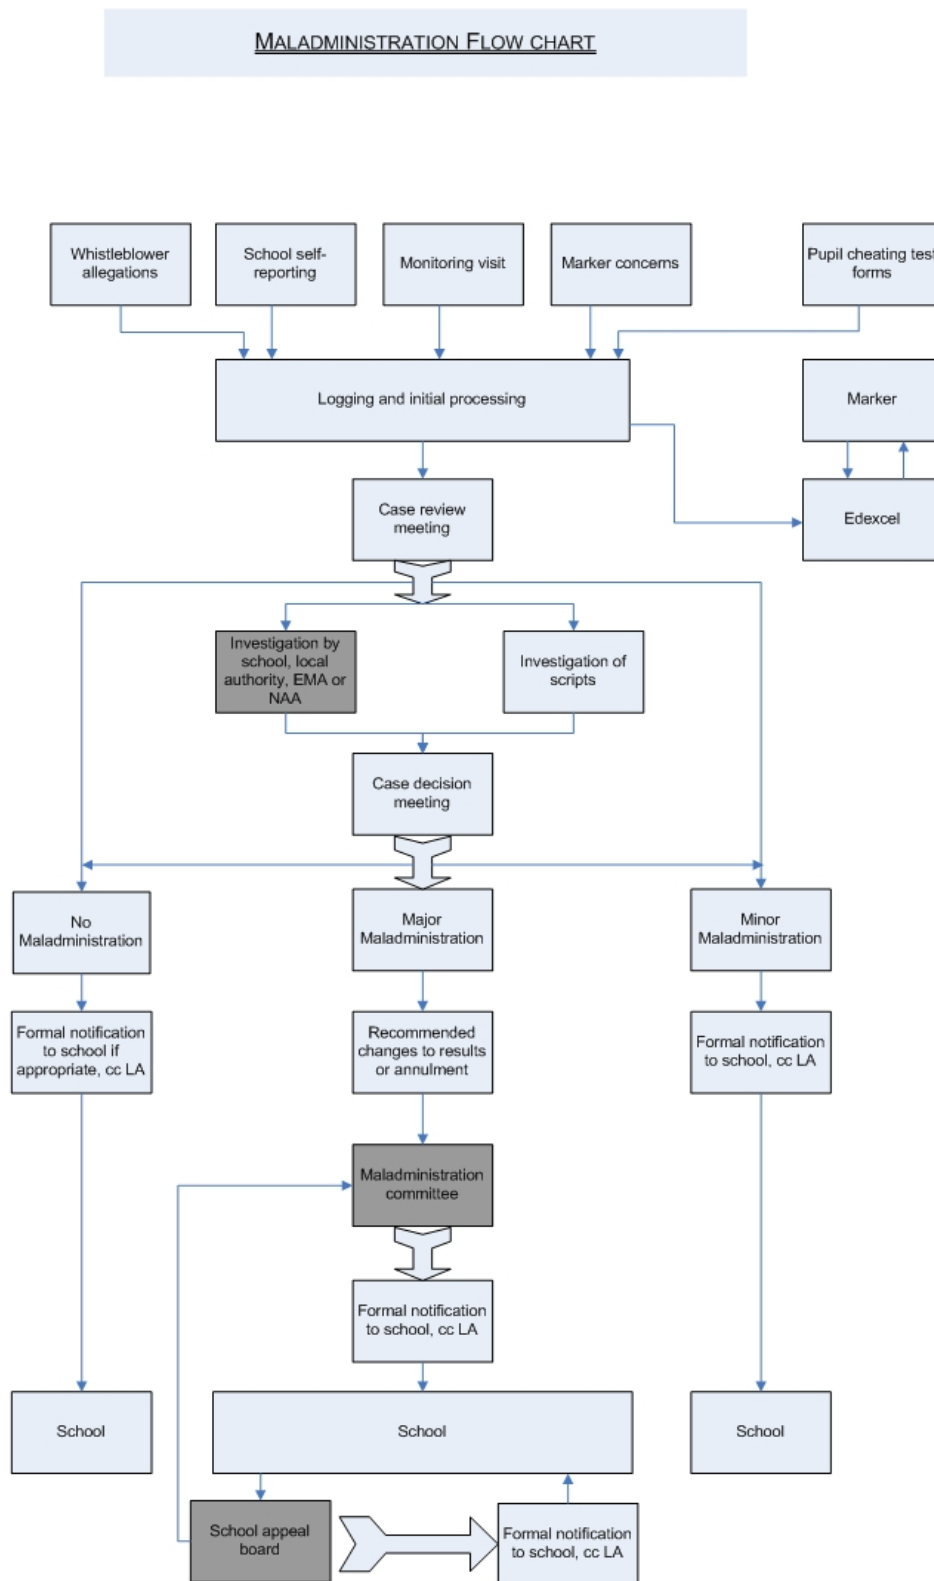 MALADMINISTRATION FLOW CHART
Whistleblower
allegations
School self-
reporting
Monitoring visit
Marker concerns
Pupil cheating test
forms
Logging and initial processing
Marker
Case review
meeting
Edexcel
Investigation by
school, local
authority, EMA or
NAA
Investigation of
scripts
Case decision
meeting
No
Maladministration
Major
Maladministration
Minor
Maladministration
Formal notification
to school if
appropriate, cc LA
Recommended
changes to results
or annulment
Formal notification
to school, cc LA
Maladministration
committee
Formal notification
to school, cc LA
School
School
School
School appeal
board
Formal notification
to school, cc LA